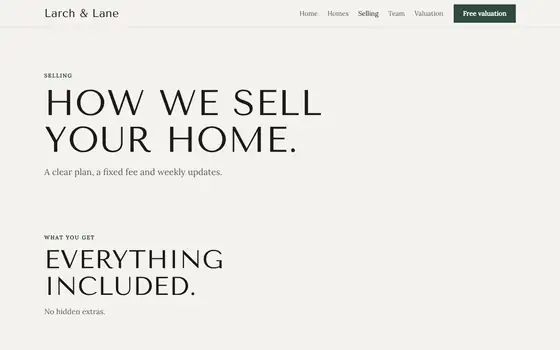 Larch & Lane
Home Homes Selling Team Valuation Free valuation
SELLING
HOW WE SELL
YOUR HOME.
A clear plan, a fixed fee and weekly updates.
WHAT YOU GET
EVERYTHING
INCLUDED.
No hidden extras.